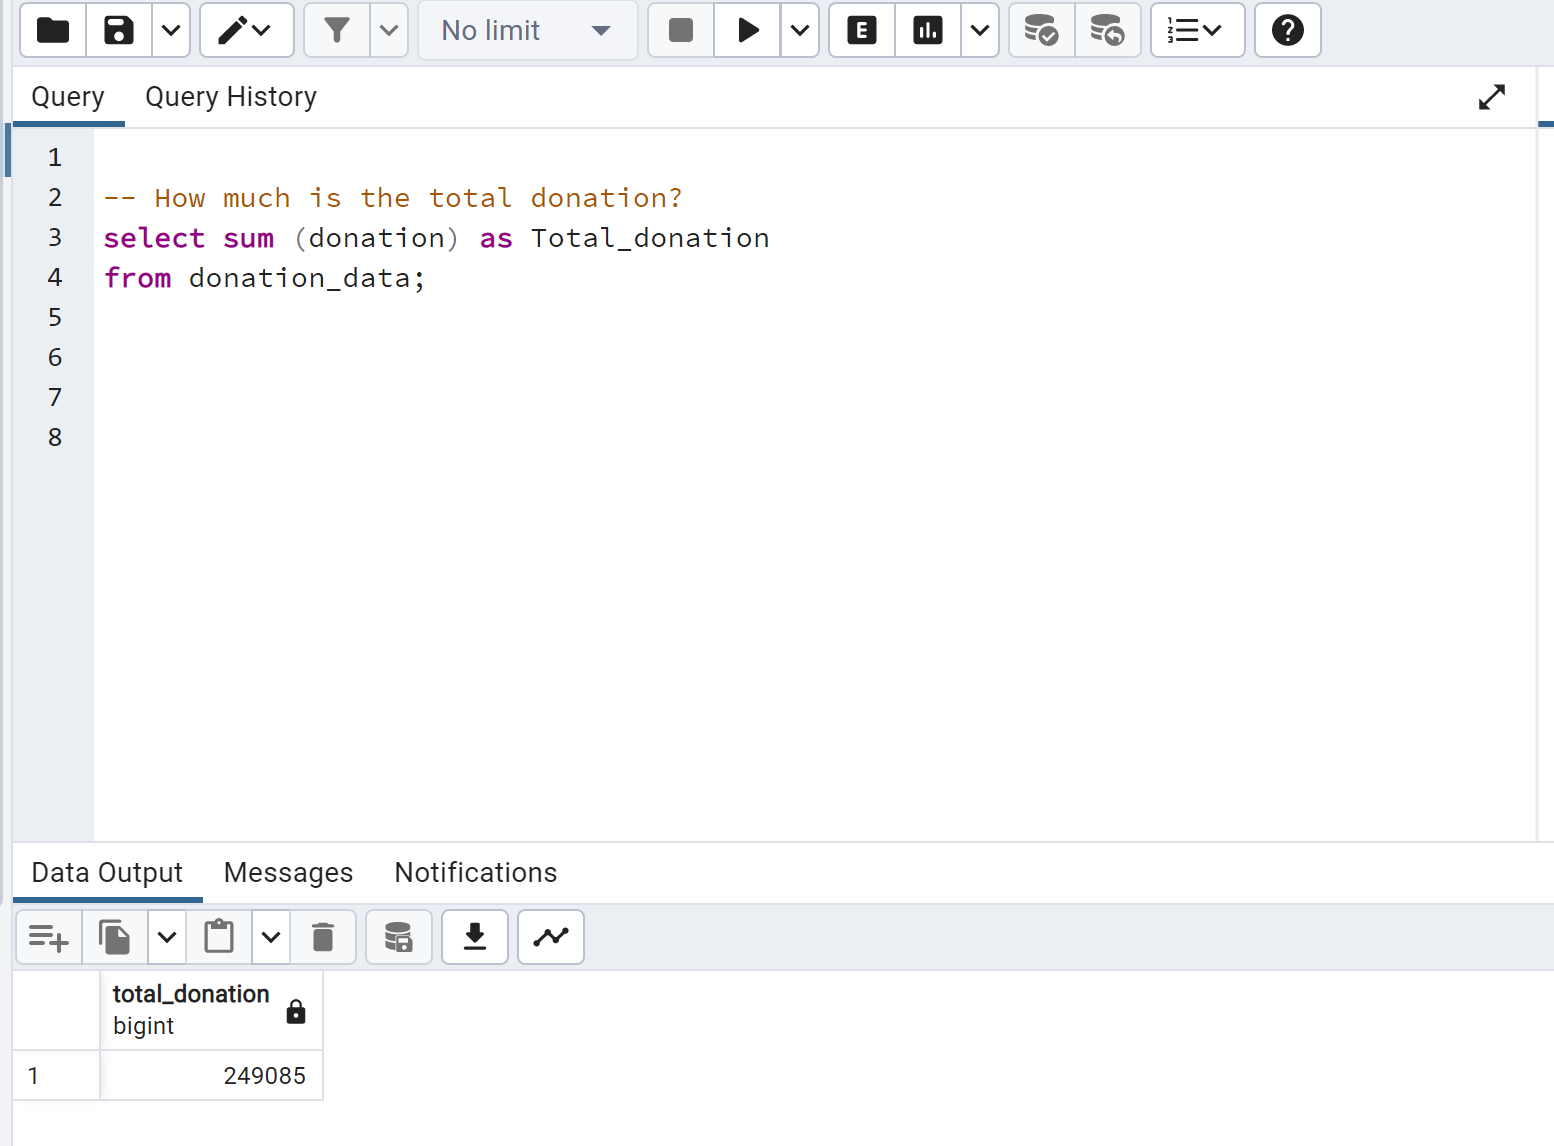 No limit
E
Query Query History
1
2 -- How much is the total donation?
3 select sum (donation) as Total_donation
4 from donation_data;
5
6
7
8
Data Output Messages Notifications
total_donation
bigint
1 249085